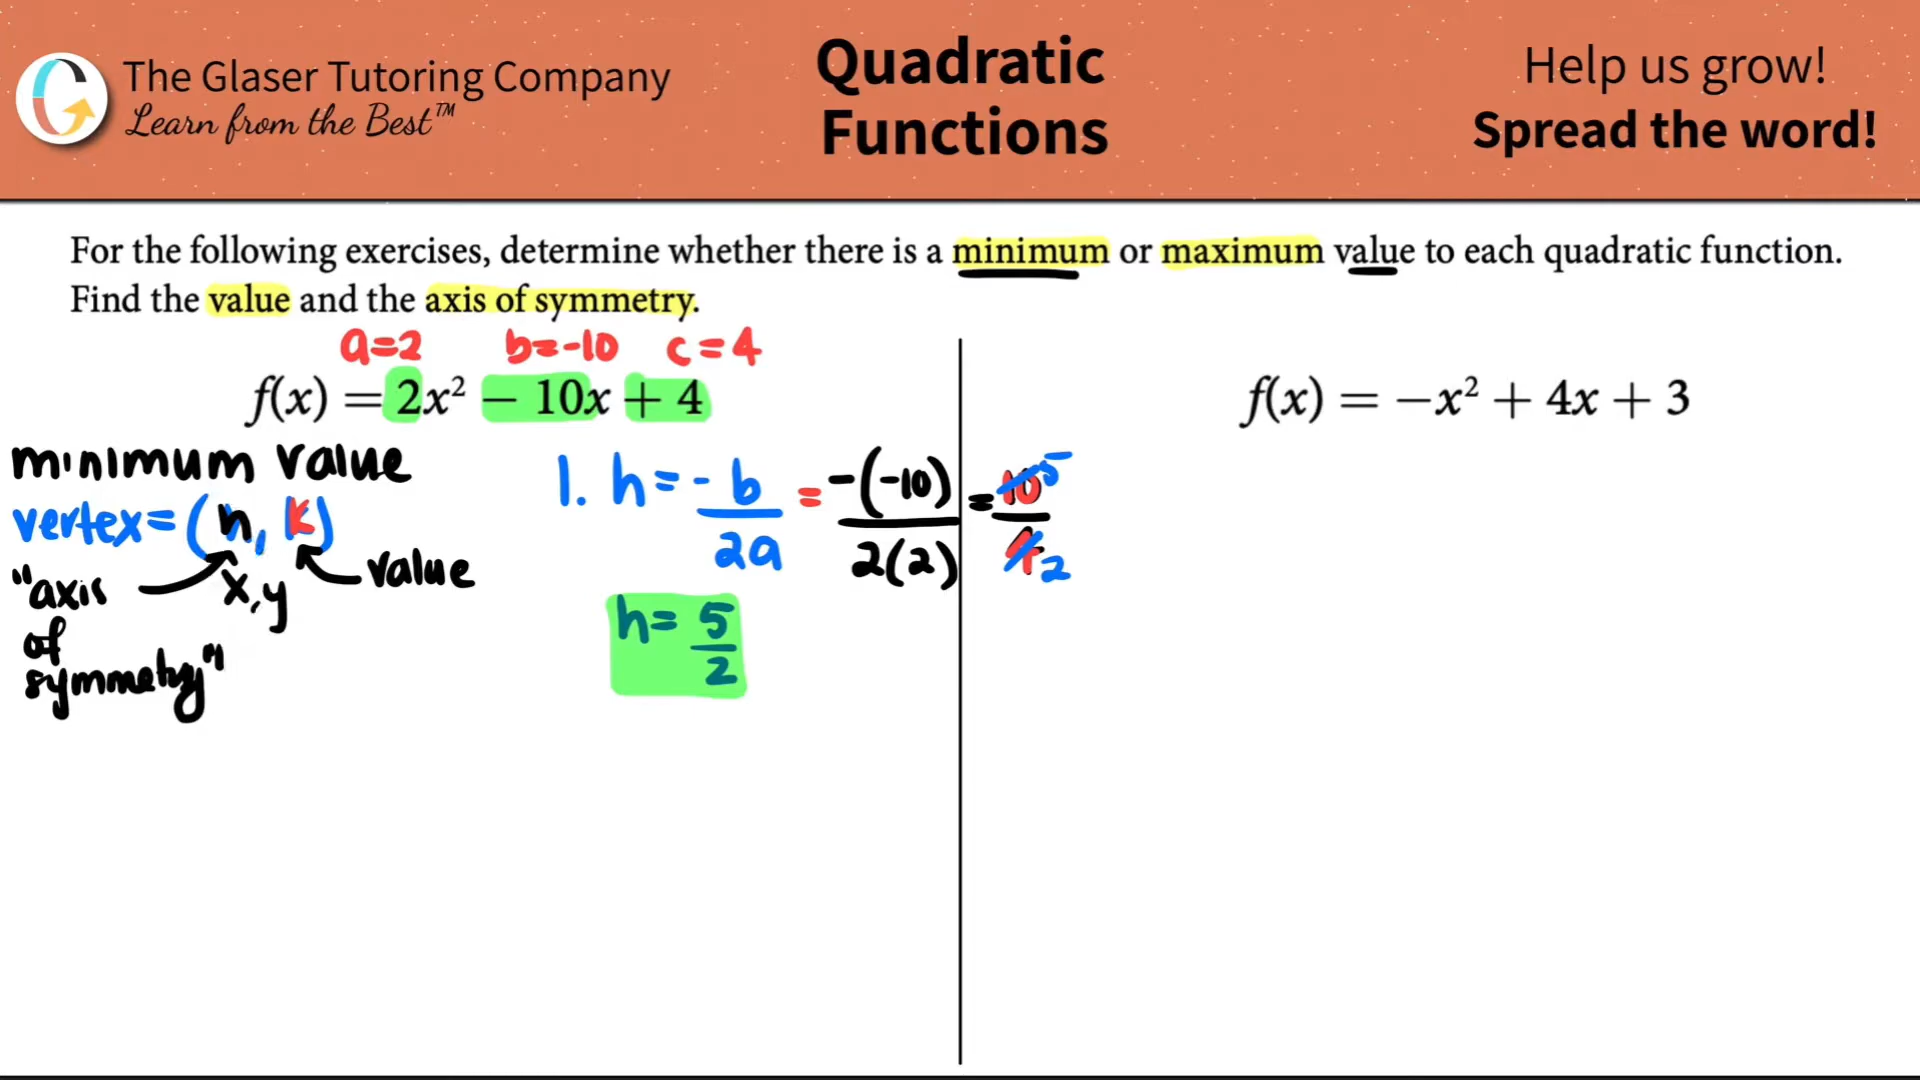 The Glaser Tutoring Company
Learn from the Best™
Quadratic
Functions
Help us grow!
Spread the word!
For the following exercises, determine whether there is a minimum or maximum value to each quadratic function.
Find the value and the axis of symmetry.
a=2 b=-10 c=4
f(x) = 2x² − 10x + 4
minimum value
vertex=(h, k)
x,y
value
"axis
of
symmetry"
1. h = -b/2a = -(-10)/2(2) = 10 5/4 2
h = 5/2
f(x) = −x² + 4x + 3